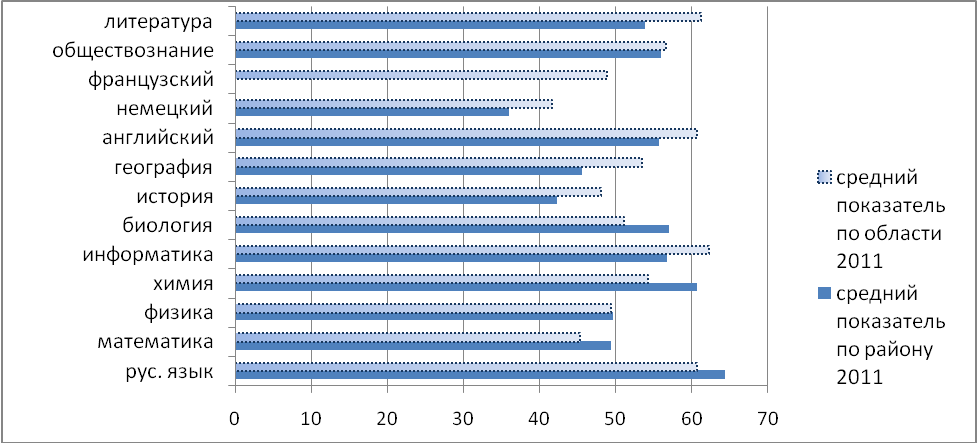 литература
обществознание
французский
немецкий
английский
география
история
биология
информатика
химия
физика
математика
рус. язык
0 10 20 30 40 50 60 70
средний
показатель
по области
2011
средний
показатель
по району
2011